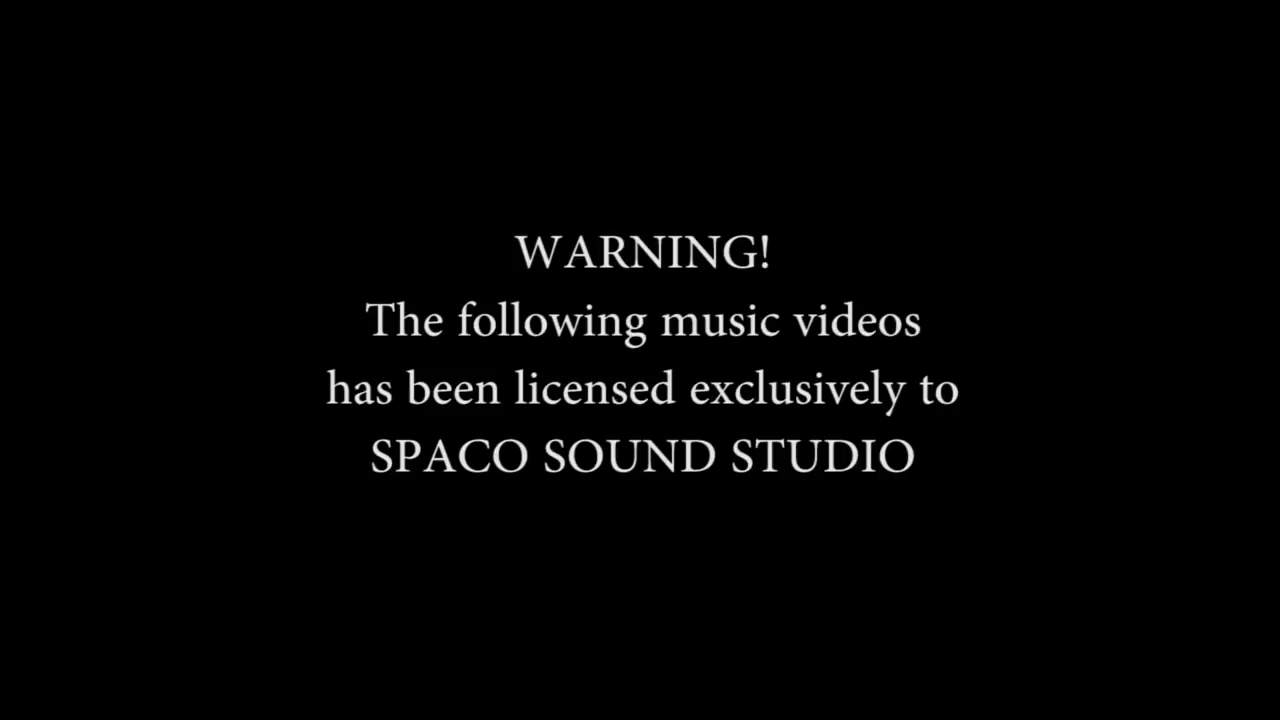 WARNING!
The following music videos
has been licensed exclusively to
SPACO SOUND STUDIO